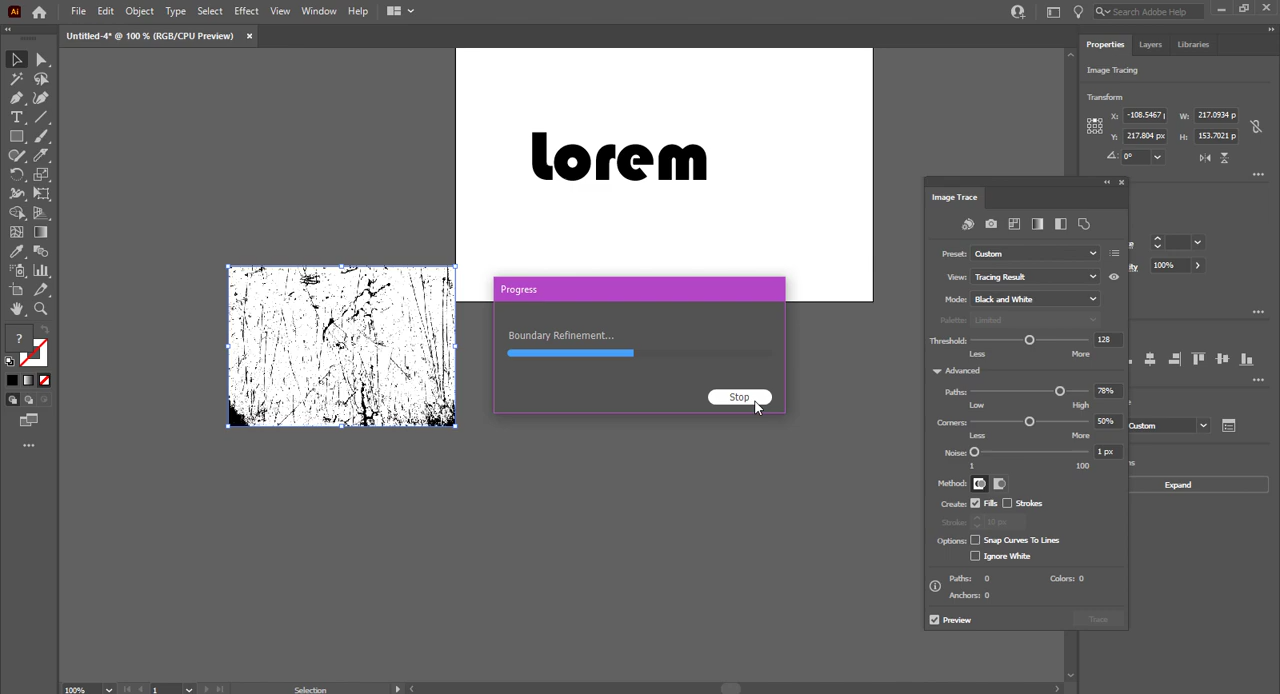 Ai File Edit Object Type Select Effect View Window Help Search Adobe Help
Untitled-4* @ 100 % (RGB/CPU Preview) ×
Properties Layers Libraries
Image Tracing
Transform
X: -108.5467 p W: 217.0934 p
Y: 217.804 px H: 153.7021 p
0°
Lorem
Image Trace
Preset: Custom
View: Tracing Result
100%
Mode: Black and White
Palette: Limited
Threshold: 128
Less More
Advanced
Paths: 78%
Low High
Corners: 50%
Less More
Custom
Noise: 1 px
1 100
Method:
Expand
Create: Fills Strokes
Stroke: 10 px
Options: Snap Curves To Lines
Ignore White
Paths: 0 Colors: 0
Anchors: 0
Preview Trace
Progress
Boundary Refinement...
Stop
?
100% 1 Selection